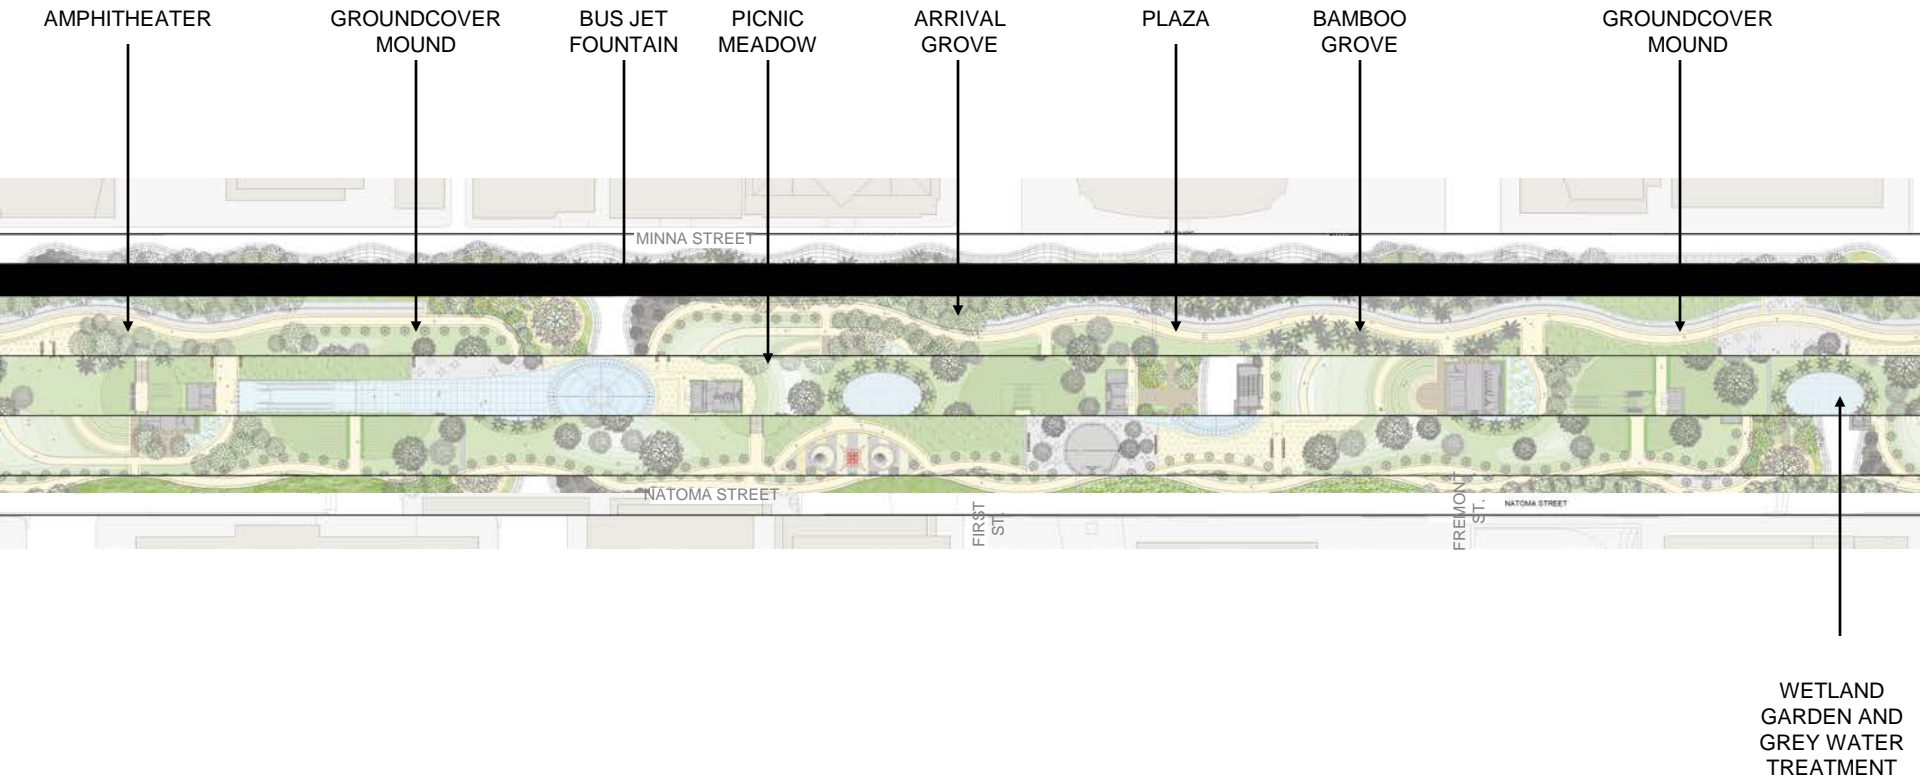 AMPHITHEATER
GROUNDCOVER
MOUND
BUS JET
FOUNTAIN
PICNIC
MEADOW
ARRIVAL
GROVE
PLAZA
BAMBOO
GROVE
GROUNDCOVER
MOUND
MINNA STREET
NATOMA STREET
FIRST
ST.
FREMONT
ST.
NATOMA STREET
WETLAND
GARDEN AND
GREY WATER
TREATMENT